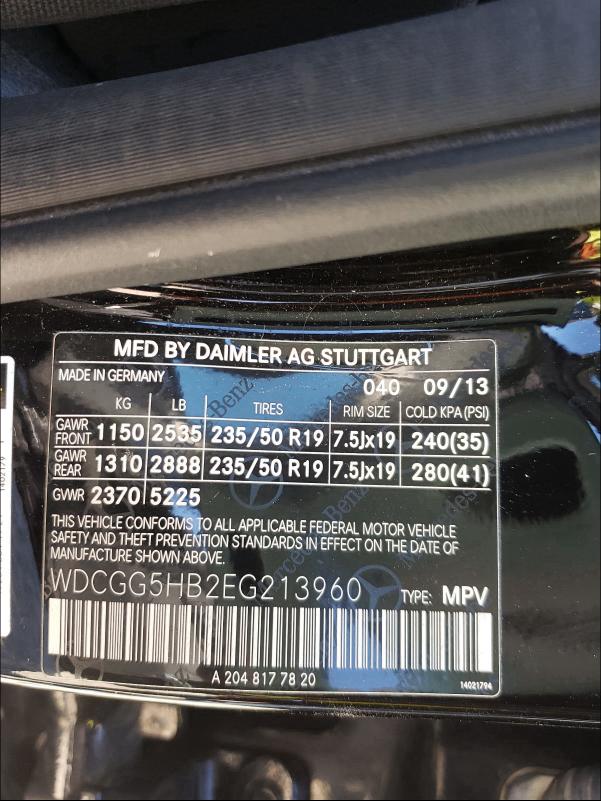 MFD BY DAIMLER AG STUTTGART
MADE IN GERMANY 040 09/13
KG LB TIRES RIM SIZE COLD KPA(PSI)
GAWR FRONT 1150 2535 235/50 R19 7.5Jx19 240(35)
GAWR REAR 1310 2888 235/50 R19 7.5Jx19 280(41)
GWR 2370 5225
THIS VEHICLE CONFORMS TO ALL APPLICABLE FEDERAL MOTOR VEHICLE
SAFETY AND THEFT PREVENTION STANDARDS IN EFFECT ON THE DATE OF
MANUFACTURE SHOWN ABOVE.
WDCGG5HB2EG213960 TYPE: MPV
A 204 817 78 20